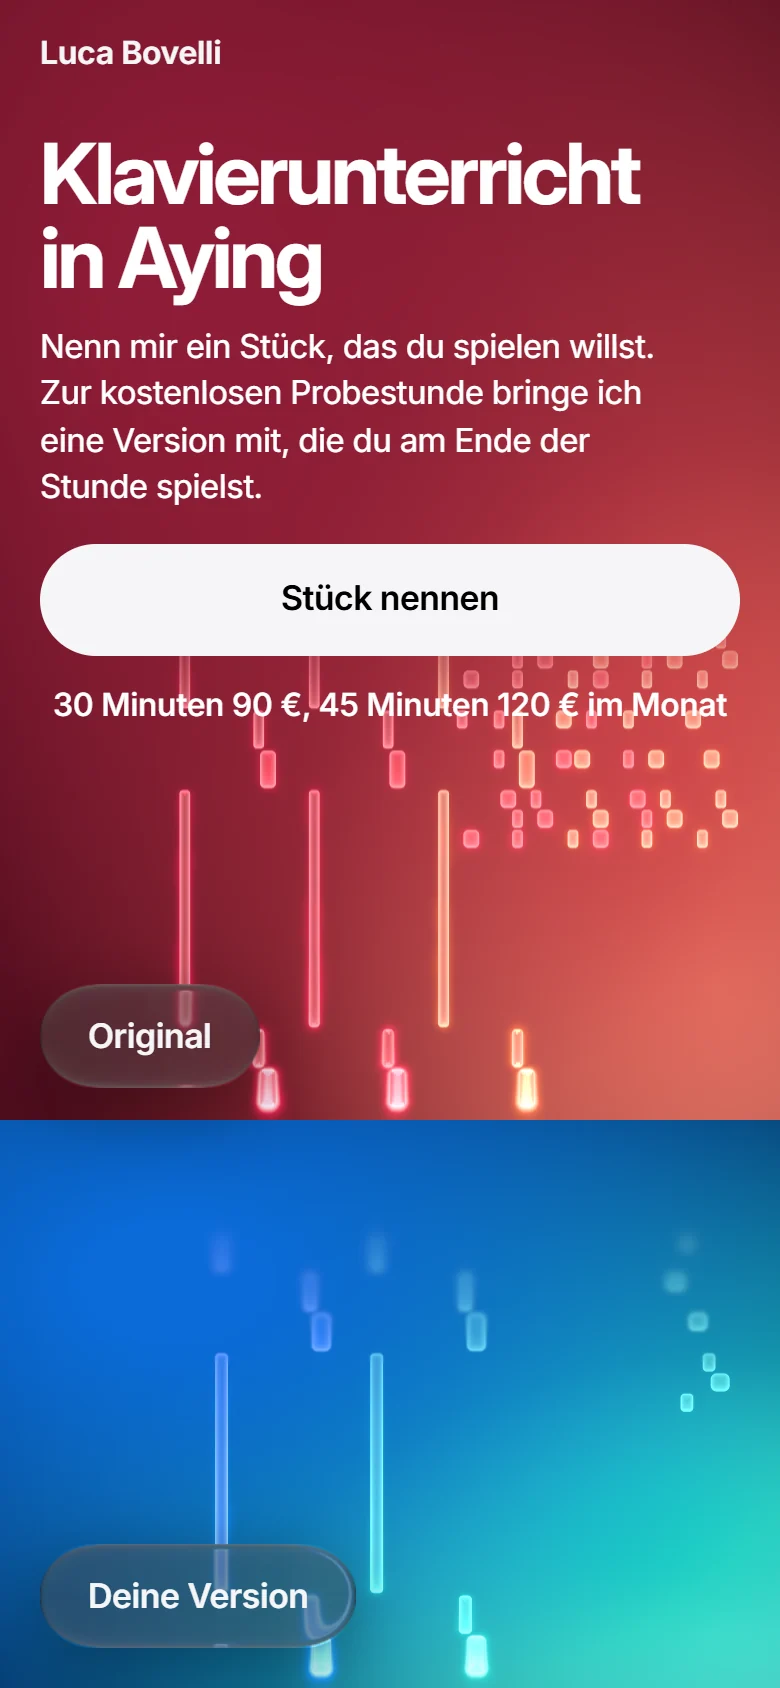 Luca Bovelli
Klavierunterricht
in Aying
Nenn mir ein Stück, das du spielen willst.
Zur kostenlosen Probestunde bringe ich
eine Version mit, die du am Ende der
Stunde spielst.
Stück nennen
30 Minuten 90 €, 45 Minuten 120 € im Monat
Original
Deine Version